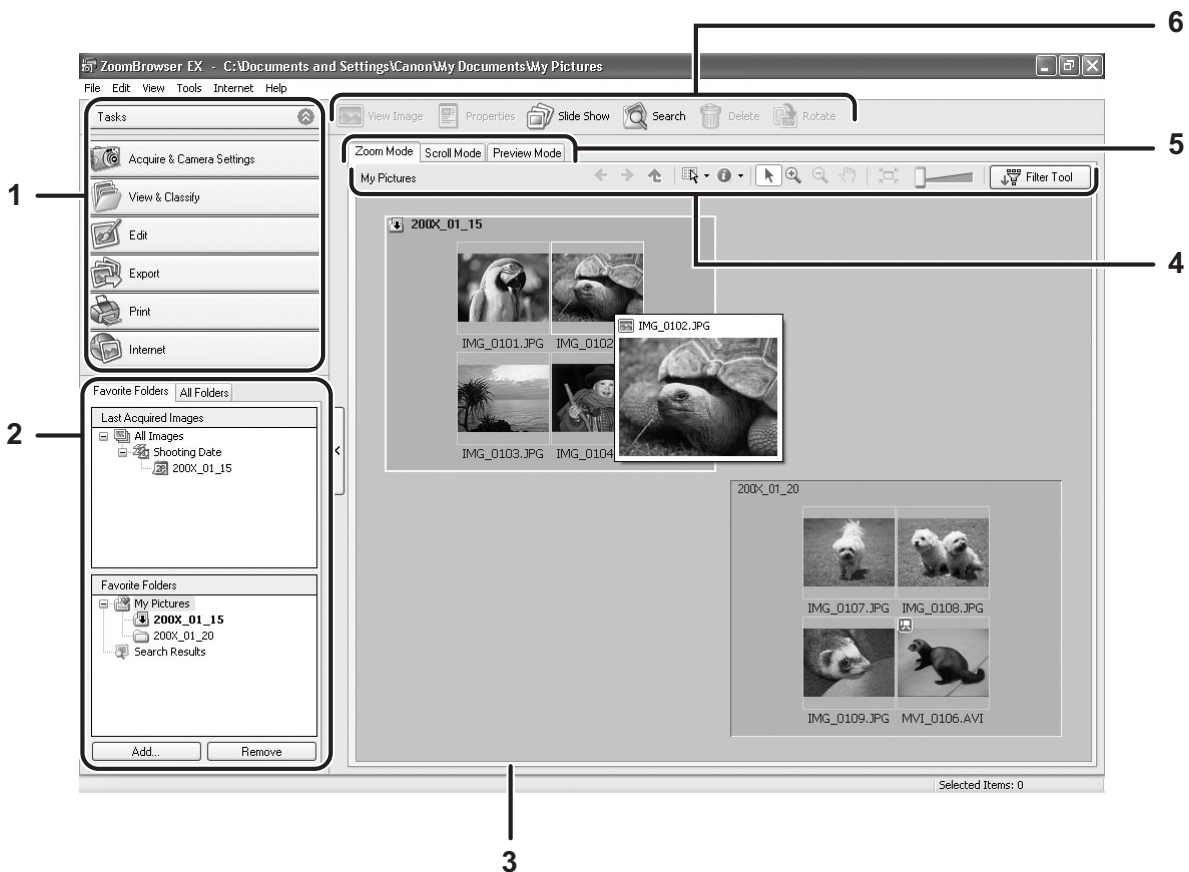 6
ZoomBrowser EX - C:\Documents and Settings\Canon\My Documents\My Pictures
File Edit View Tools Internet Help
Tasks
View Image Properties Slide Show Search Delete Rotate
5
Zoom Mode Scroll Mode Preview Mode
My Pictures
Filter Tool
4
1
Acquire & Camera Settings
View & Classify
Edit
Export
Print
Internet
200X_01_15
IMG_0101.JPG IMG_0102
IMG_0102.JPG
IMG_0103.JPG IMG_0104
2
Favorite Folders All Folders
Last Acquired Images
All Images
Shooting Date
200X_01_15
Favorite Folders
My Pictures
200X_01_15
200X_01_20
Search Results
Add... Remove
200X_01_20
IMG_0107.JPG IMG_0108.JPG
IMG_0109.JPG MVI_0106.AVI
Selected Items: 0
3